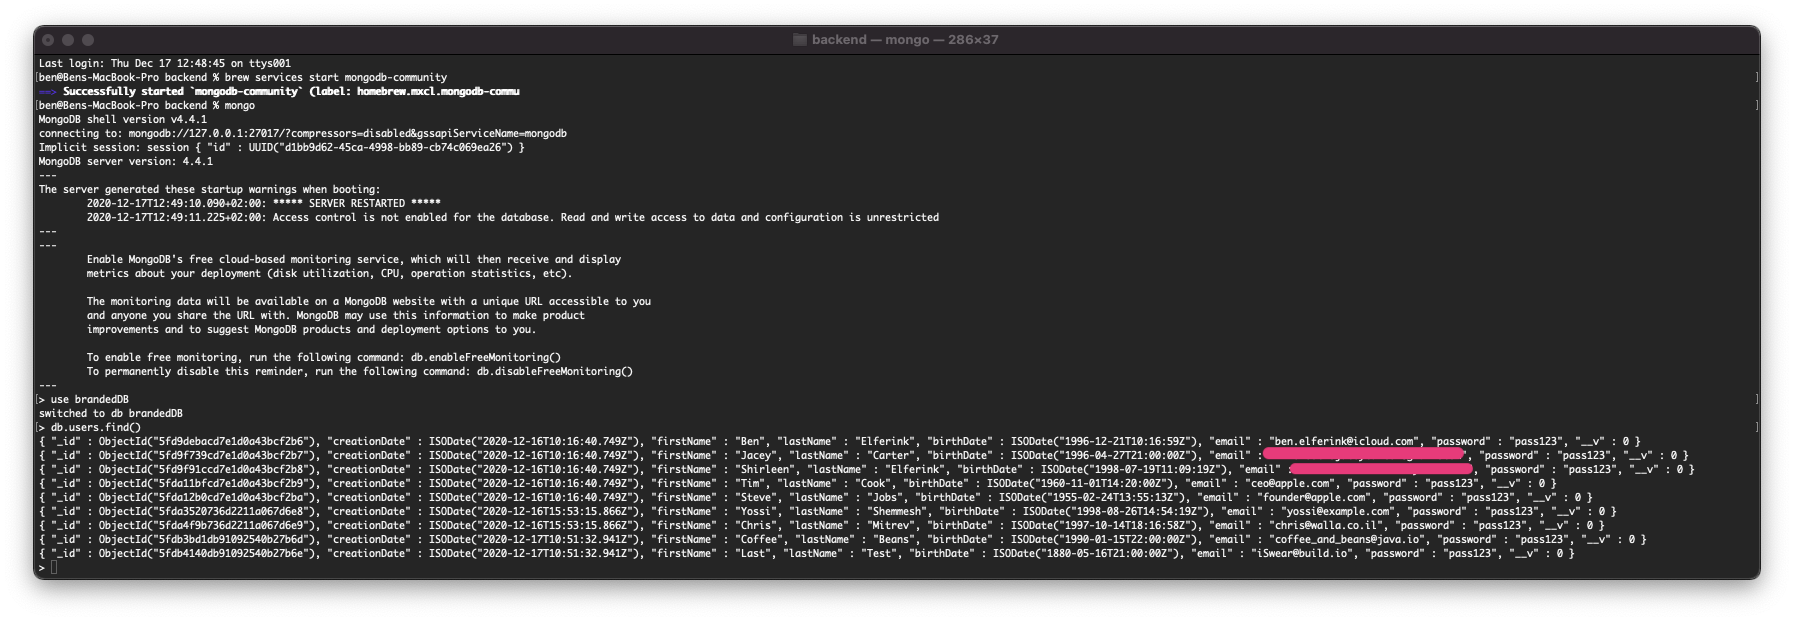 backend — mongo — 286×37
Last login: Thu Dec 17 12:48:45 on ttys001
[ben@Bens-MacBook-Pro backend % brew services start mongodb-community ]
==> Successfully started `mongodb-community` (label: homebrew.mxcl.mongodb-commu
[ben@Bens-MacBook-Pro backend % mongo ]
MongoDB shell version v4.4.1
connecting to: mongodb://127.0.0.1:27017/?compressors=disabled&gssapiServiceName=mongodb
Implicit session: session { "id" : UUID("d1bb9d62-45ca-4998-bb89-cb74c069ea26") }
MongoDB server version: 4.4.1
---
The server generated these startup warnings when booting:
2020-12-17T12:49:10.090+02:00: ***** SERVER RESTARTED *****
2020-12-17T12:49:11.225+02:00: Access control is not enabled for the database. Read and write access to data and configuration is unrestricted
---
---
Enable MongoDB's free cloud-based monitoring service, which will then receive and display
metrics about your deployment (disk utilization, CPU, operation statistics, etc).
The monitoring data will be available on a MongoDB website with a unique URL accessible to you
and anyone you share the URL with. MongoDB may use this information to make product
improvements and to suggest MongoDB products and deployment options to you.
To enable free monitoring, run the following command: db.enableFreeMonitoring()
To permanently disable this reminder, run the following command: db.disableFreeMonitoring()
---
[> use brandedDB ]
switched to db brandedDB
[> db.users.find() ]
{ "_id" : ObjectId("5fd9debacd7e1d0a43bcf2b6"), "creationDate" : ISODate("2020-12-16T10:16:40.749Z"), "firstName" : "Ben", "lastName" : "Elferink", "birthDate" : ISODate("1996-12-21T10:16:59Z"), "email" : "ben.elferink@icloud.com", "password" : "pass123", "__v" : 0 }
{ "_id" : ObjectId("5fd9f739cd7e1d0a43bcf2b7"), "creationDate" : ISODate("2020-12-16T10:16:40.749Z"), "firstName" : "Jacey", "lastName" : "Carter", "birthDate" : ISODate("1996-04-27T21:00:00Z"), "email" : ", "password" : "pass123", "__v" : 0 }
{ "_id" : ObjectId("5fd9f91ccd7e1d0a43bcf2b8"), "creationDate" : ISODate("2020-12-16T10:16:40.749Z"), "firstName" : "Shirleen", "lastName" : "Elferink", "birthDate" : ISODate("1998-07-19T11:09:19Z"), "email" : , "password" : "pass123", "__v" : 0 }
{ "_id" : ObjectId("5fda11bfcd7e1d0a43bcf2b9"), "creationDate" : ISODate("2020-12-16T10:16:40.749Z"), "firstName" : "Tim", "lastName" : "Cook", "birthDate" : ISODate("1960-11-01T14:20:00Z"), "email" : "ceo@apple.com", "password" : "pass123", "__v" : 0 }
{ "_id" : ObjectId("5fda12b0cd7e1d0a43bcf2ba"), "creationDate" : ISODate("2020-12-16T10:16:40.749Z"), "firstName" : "Steve", "lastName" : "Jobs", "birthDate" : ISODate("1955-02-24T13:55:13Z"), "email" : "founder@apple.com", "password" : "pass123", "__v" : 0 }
{ "_id" : ObjectId("5fda3520736d2211a067d6e8"), "creationDate" : ISODate("2020-12-16T15:53:15.866Z"), "firstName" : "Yossi", "lastName" : "Shemmesh", "birthDate" : ISODate("1998-08-26T14:54:19Z"), "email" : "yossi@example.com", "password" : "pass123", "__v" : 0 }
{ "_id" : ObjectId("5fda4f9b736d2211a067d6e9"), "creationDate" : ISODate("2020-12-16T15:53:15.866Z"), "firstName" : "Chris", "lastName" : "Mitrev", "birthDate" : ISODate("1997-10-14T18:16:58Z"), "email" : "chris@walla.co.il", "password" : "pass123", "__v" : 0 }
{ "_id" : ObjectId("5fdb3bd1db91092540b27b6d"), "creationDate" : ISODate("2020-12-17T10:51:32.941Z"), "firstName" : "Coffee", "lastName" : "Beans", "birthDate" : ISODate("1990-01-15T22:00:00Z"), "email" : "coffee_and_beans@java.io", "password" : "pass123", "__v" : 0 }
{ "_id" : ObjectId("5fdb4140db91092540b27b6e"), "creationDate" : ISODate("2020-12-17T10:51:32.941Z"), "firstName" : "Last", "lastName" : "Test", "birthDate" : ISODate("1880-05-16T21:00:00Z"), "email" : "iSwear@build.io", "password" : "pass123", "__v" : 0 }
>